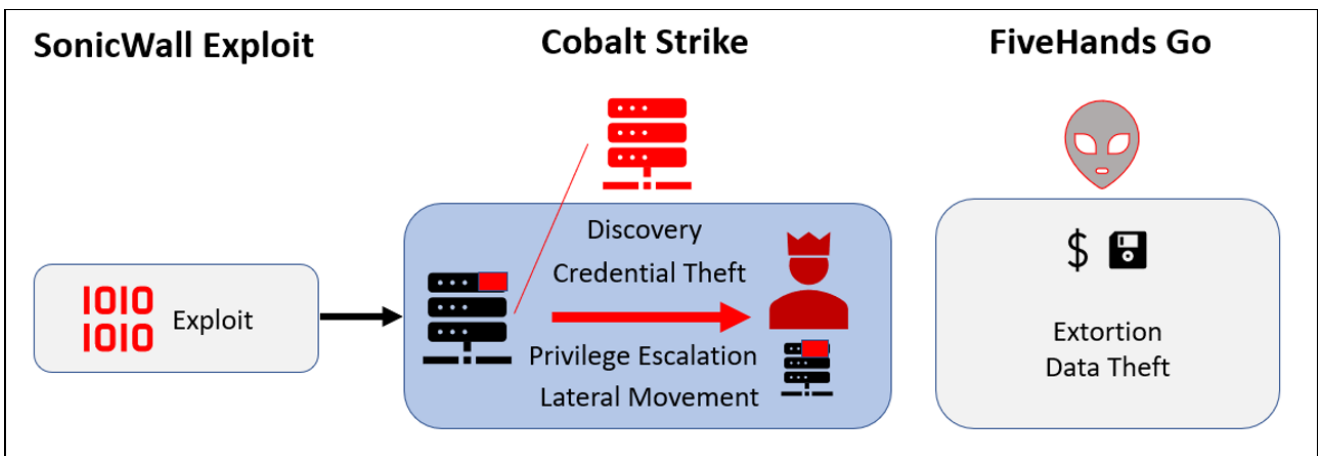 SonicWall Exploit
Cobalt Strike
FiveHands Go
1010
1010
Exploit
Discovery
Credential Theft
Privilege Escalation
Lateral Movement
$
Extortion
Data Theft